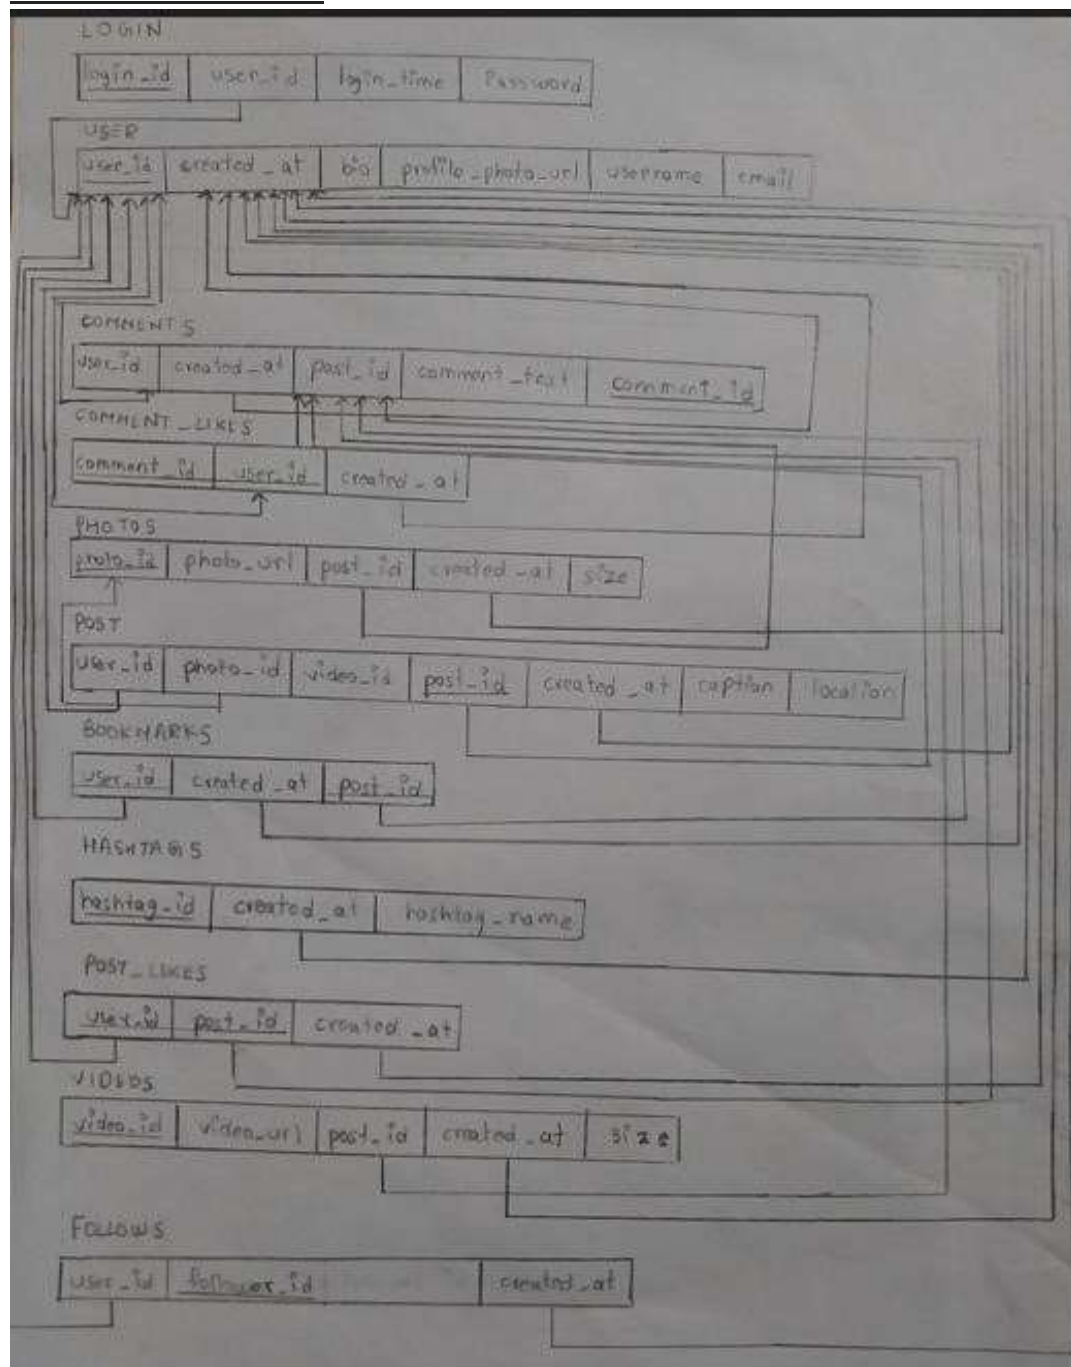 LOGIN
login_id user_id login_time Password
USER
user_id created_at bio profile_photo_url username email
COMMENTS
user_id created_at post_id comment_text comment_id
COMMENT_LIKES
comment_id user_id created_at
PHOTOS
photo_id photo_url post_id created_at size
POST
user_id photo_id video_id post_id created_at caption location
BOOKMARKS
user_id created_at post_id
HASHTAGS
hashtag_id created_at hashtag_name
POST_LIKES
user_id post_id created_at
VIDEOS
video_id video_url post_id created_at size
FOLLOWS
user_id follower_id created_at